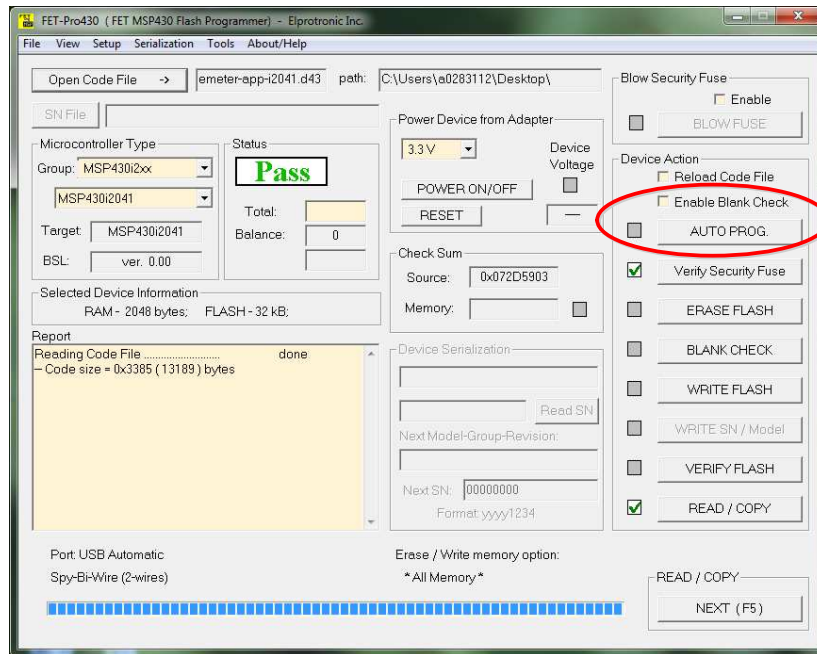 FET-Pro430 ( FET MSP430 Flash Programmer) - Elprotronic Inc.
File View Setup Serialization Tools About/Help
Open Code File -> emeter-app-i2041.d43 path: C:\Users\a0283112\Desktop\
SN File
Microcontroller Type
Group: MSP430i2xx
MSP430i2041
Target: MSP430i2041
BSL: ver. 0.00
Status
Pass
Total:
Balance: 0
Selected Device Information
RAM - 2048 bytes; FLASH - 32 kB;
Report
Reading Code File .......................... done
-- Code size = 0x3385 ( 13189 ) bytes
Power Device from Adapter
3.3 V
Device
Voltage
POWER ON/OFF
RESET
---
Check Sum
Source: 0x072D5903
Memory:
Device Serialization
Read SN
Next Model-Group-Revision:
Next SN: 00000000
Format: yyyy1234
Blow Security Fuse
Enable
BLOW FUSE
Device Action
Reload Code File
Enable Blank Check
AUTO PROG.
Verify Security Fuse
ERASE FLASH
BLANK CHECK
WRITE FLASH
WRITE SN / Model
VERIFY FLASH
READ / COPY
Port: USB Automatic
Spy-Bi-Wire (2-wires)
Erase / Write memory option:
* All Memory *
READ / COPY
NEXT ( F5 )